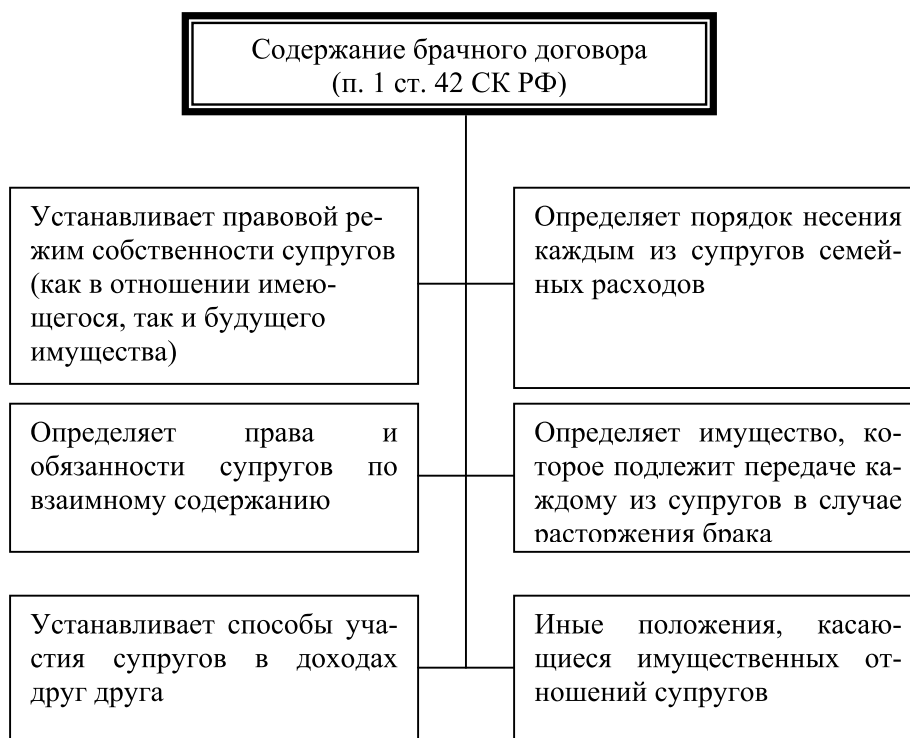 Содержание брачного договора
(п. 1 ст. 42 СК РФ)
Устанавливает правовой ре-
жим собственности супругов
(как в отношении имею-
щегося, так и будущего
имущества)
Определяет порядок несения
каждым из супругов семей-
ных расходов
Определяет права и
обязанности супругов по
взаимному содержанию
Определяет имущество, ко-
торое подлежит передаче ка-
ждому из супругов в случае
расторжения брака
Устанавливает способы уча-
стия супругов в доходах
друг друга
Иные положения, касаю-
щиеся имущественных от-
ношений супругов